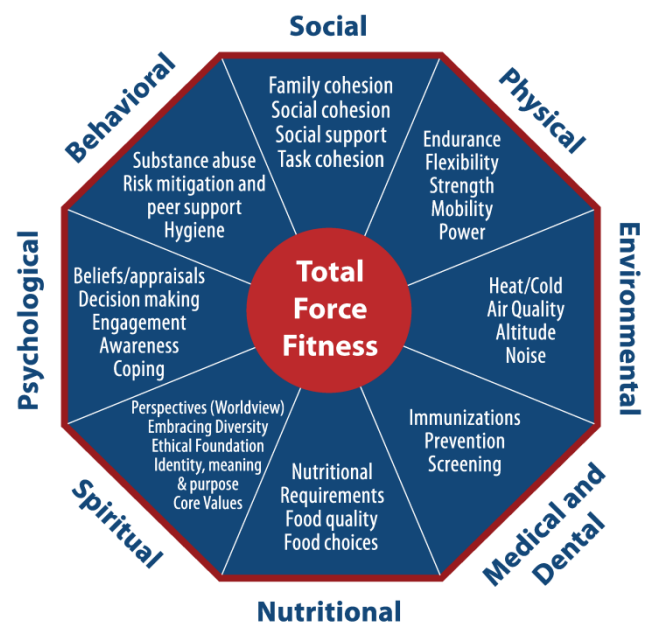 Social
Family cohesion
Social cohesion
Social support
Task cohesion
Physical
Endurance
Flexibility
Strength
Mobility
Power
Environmental
Heat/Cold
Air Quality
Altitude
Noise
Medical and
Dental
Immunizations
Prevention
Screening
Nutritional
Nutritional
Requirements
Food quality
Food choices
Spiritual
Perspectives (Worldview)
Embracing Diversity
Ethical Foundation
Identity, meaning
& purpose
Core Values
Psychological
Beliefs/appraisals
Decision making
Engagement
Awareness
Coping
Behavioral
Substance abuse
Risk mitigation and
peer support
Hygiene
Total
Force
Fitness